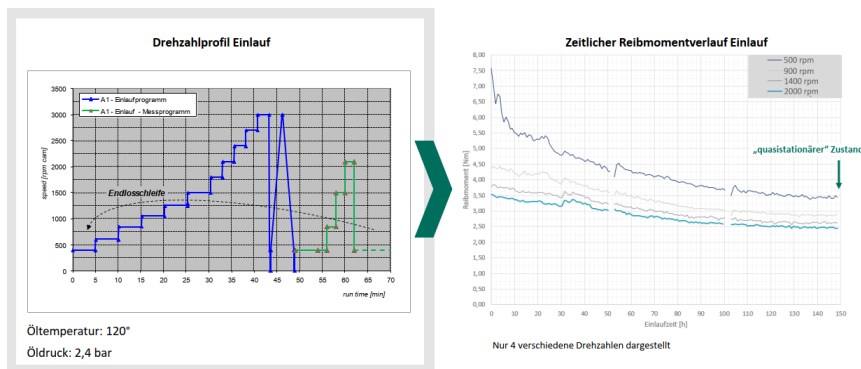 Drehzahlprofil Einlauf
3500
3000
2500
2000
1500
1000
500
0
speed [rpm cam]
A1 - Einlaufprogramm
A1 - Einlauf - Messprogramm
Endlosschleife
0 5 10 15 20 25 30 35 40 45 50 55 60 65 70
run time [min]
Öltemperatur: 120°
Öldruck: 2,4 bar
Zeitlicher Reibmomentverlauf Einlauf
8,00
7,50
7,00
6,50
6,00
5,50
5,00
4,50
4,00
3,50
3,00
2,50
2,00
1,50
1,00
0,50
0,00
Reibmoment [Nm]
500 rpm
900 rpm
1400 rpm
2000 rpm
„quasistationärer“ Zustand
0 10 20 30 40 50 60 70 80 90 100 110 120 130 140 150
Einlaufzeit [h]
Nur 4 verschiedene Drehzahlen dargestellt